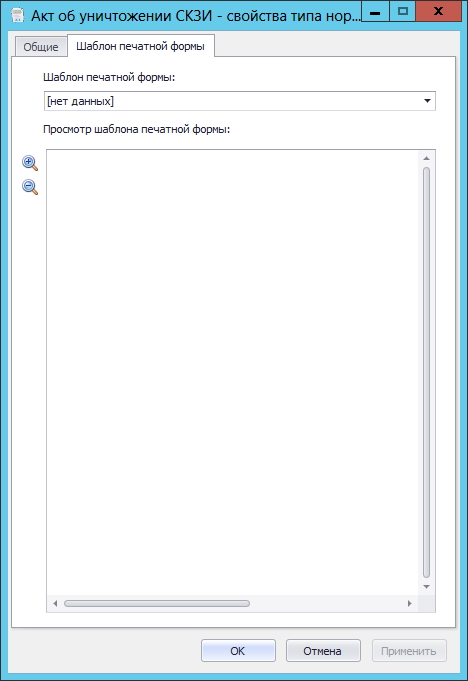 Акт об уничтожении СКЗИ - свойства типа нор...
Общие
Шаблон печатной формы
Шаблон печатной формы:
[нет данных]
Просмотр шаблона печатной формы:
OK
Отмена
Применить